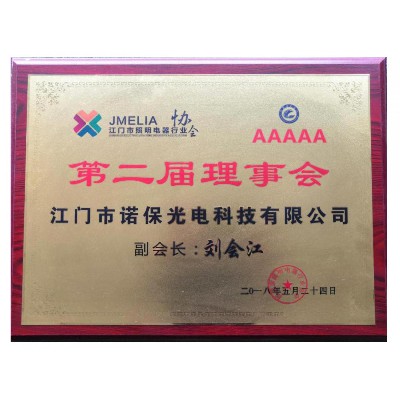 JMELIA 协会
江门市照明电器行业
AAAAA
第二届理事会
江门市诺保光电科技有限公司
副会长：刘会江
二0一八年五月二十四日